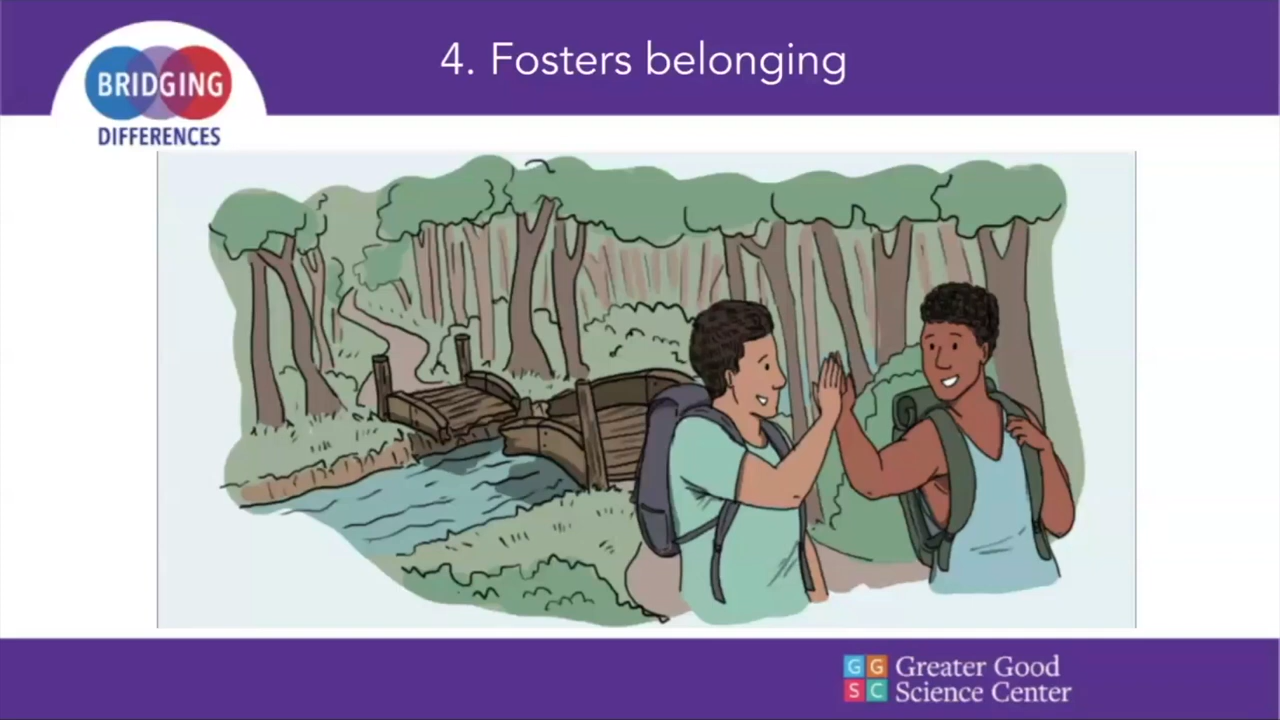 4. Fosters belonging
BRIDGING
DIFFERENCES
GG
SC
Greater Good
Science Center